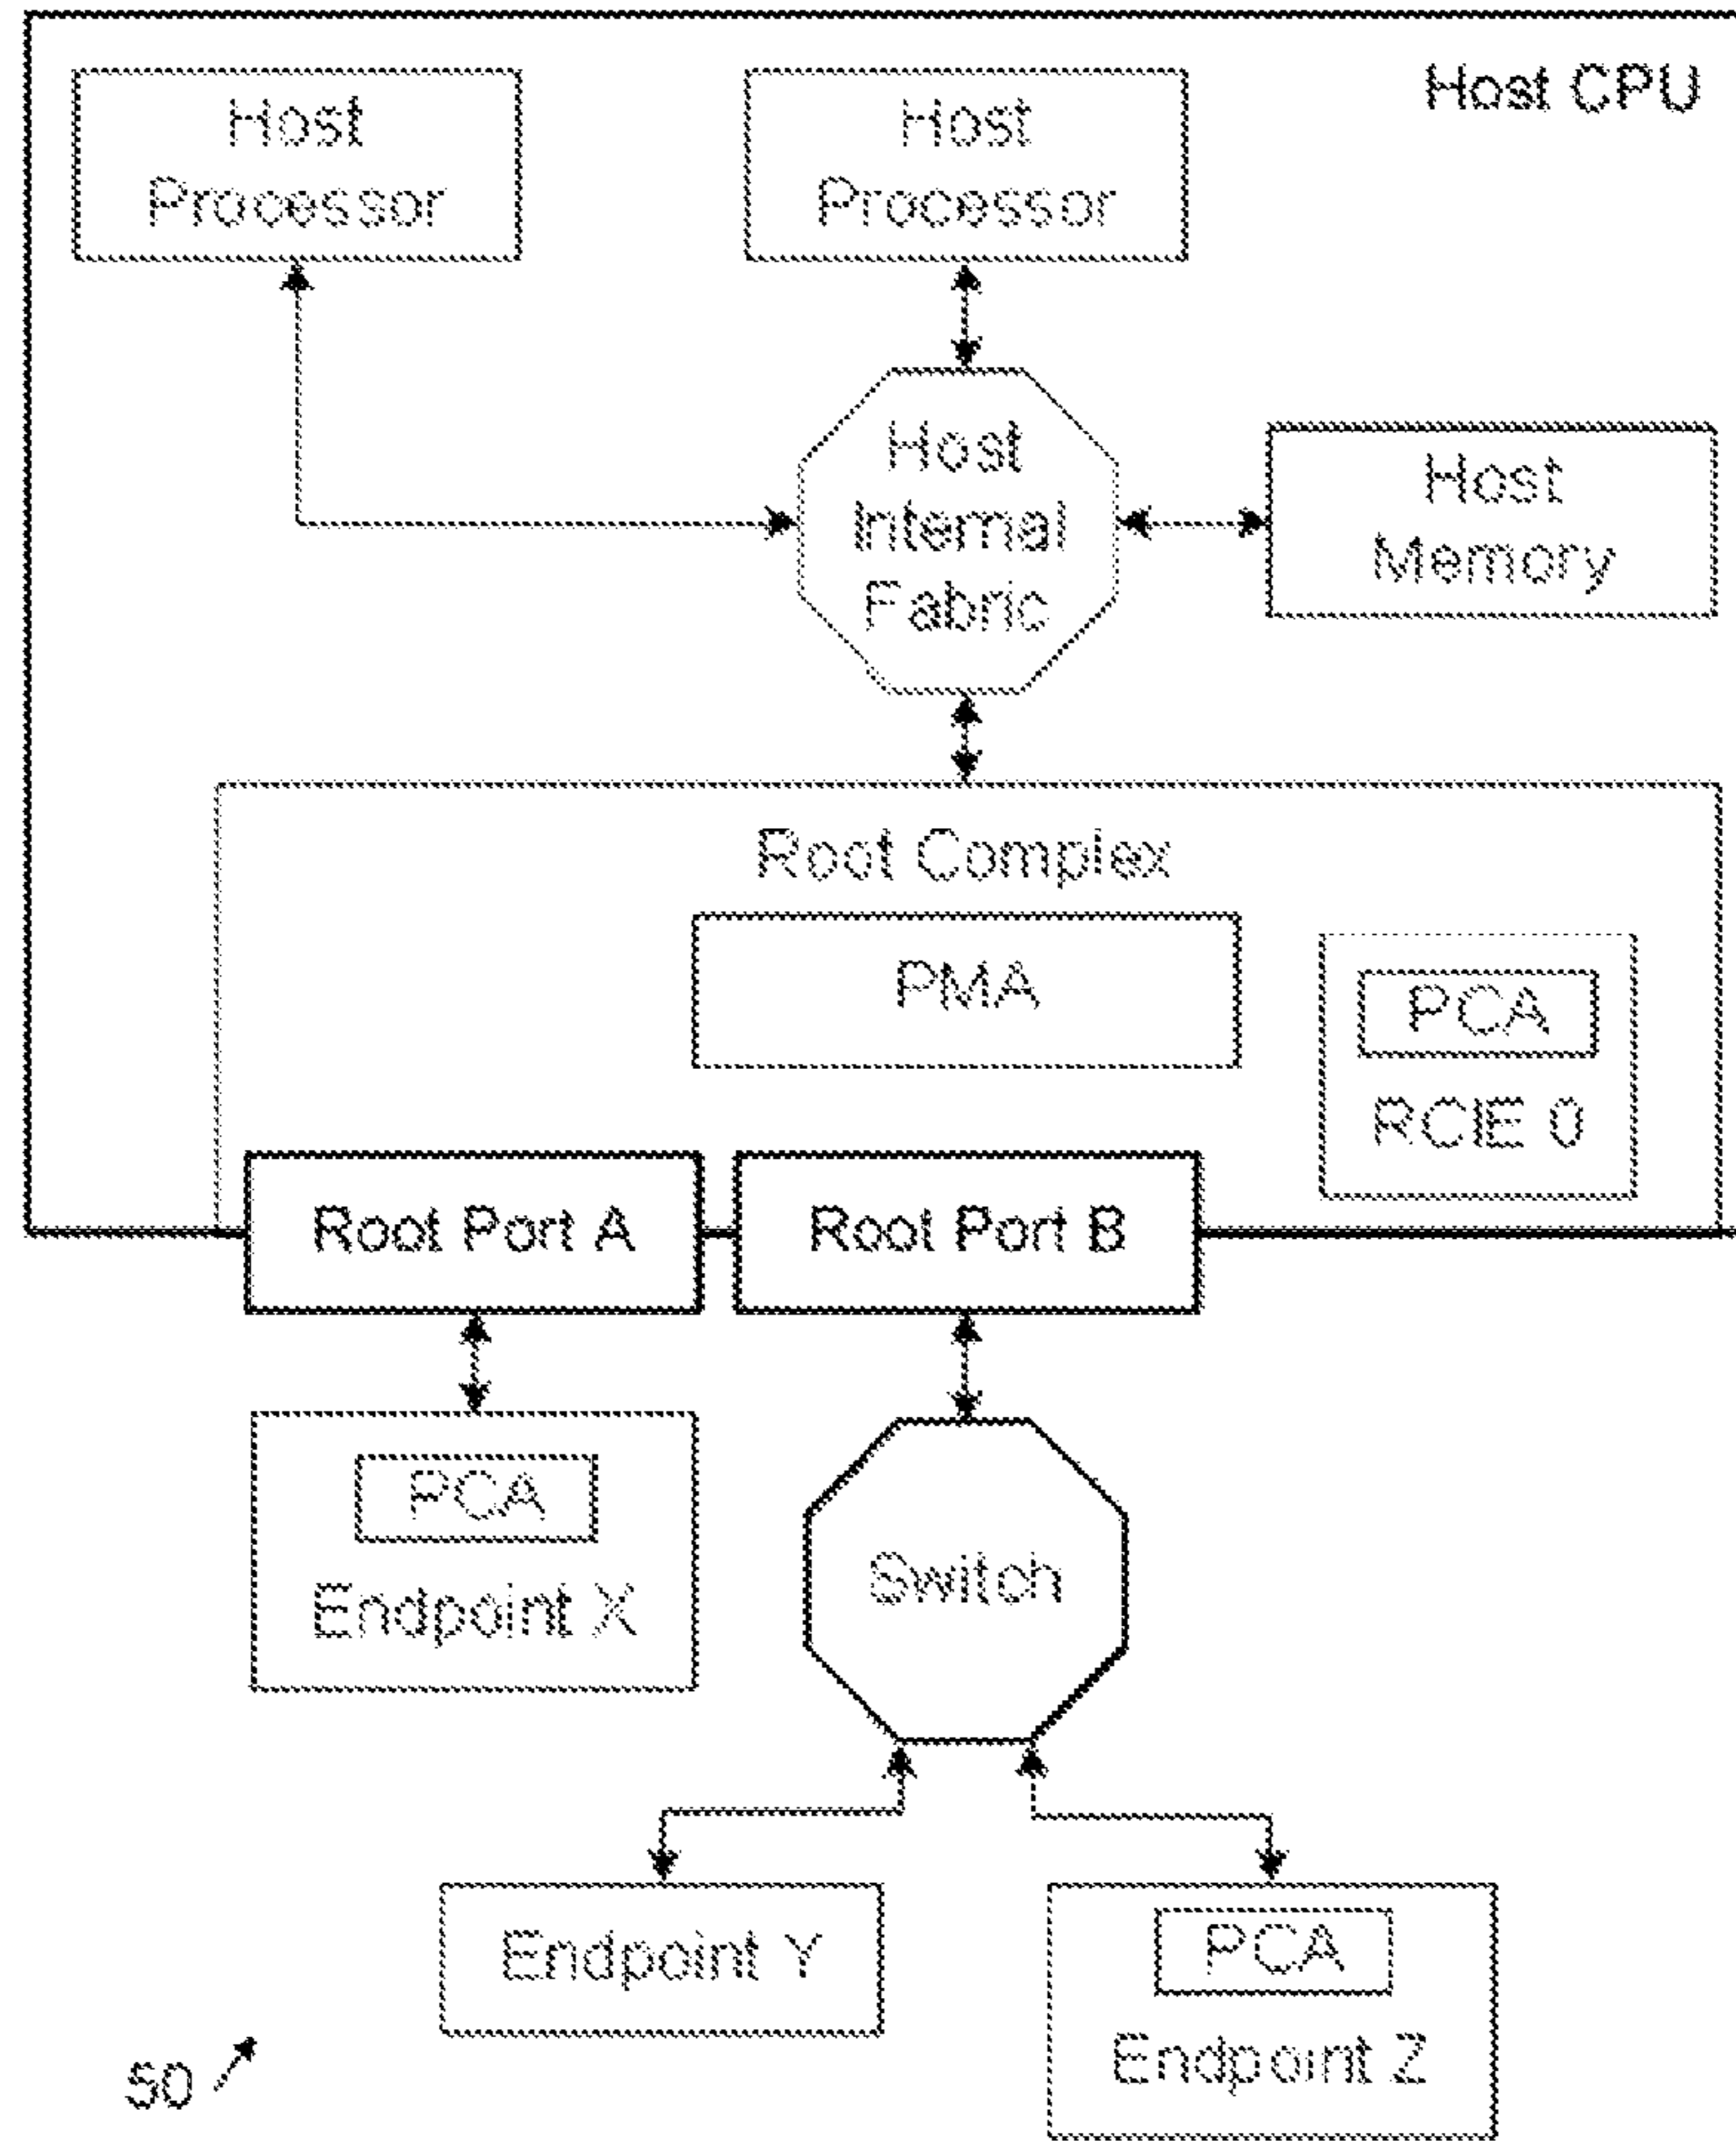 Host CPU
Host
Processor
Host
Processor
Host
Internal
Fabric
Host
Memory
Root Complex
PMA
PCA
RCIE 0
Root Port A
Root Port B
PCA
Endpoint X
Switch
Endpoint Y
PCA
Endpoint Z
50